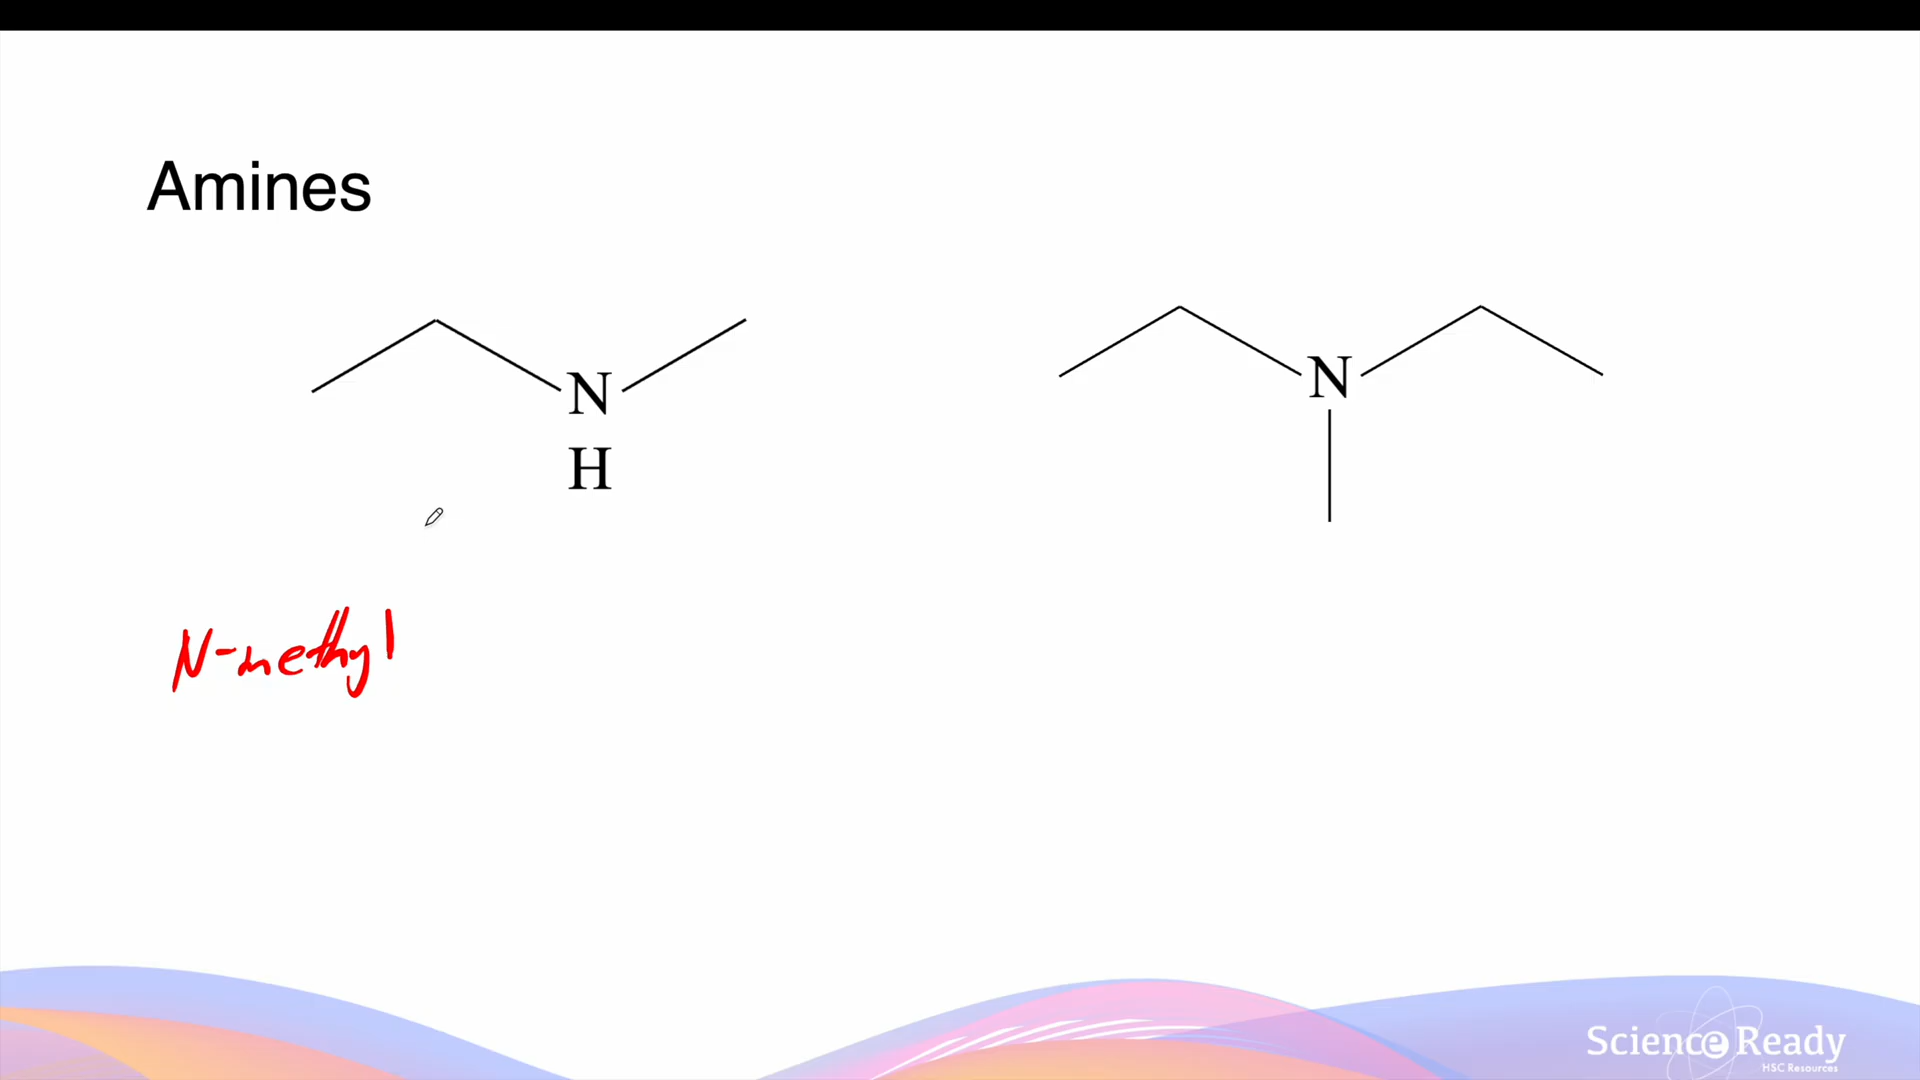 Amines
N
H
N
N-methyl
Science Ready
HSC Resources